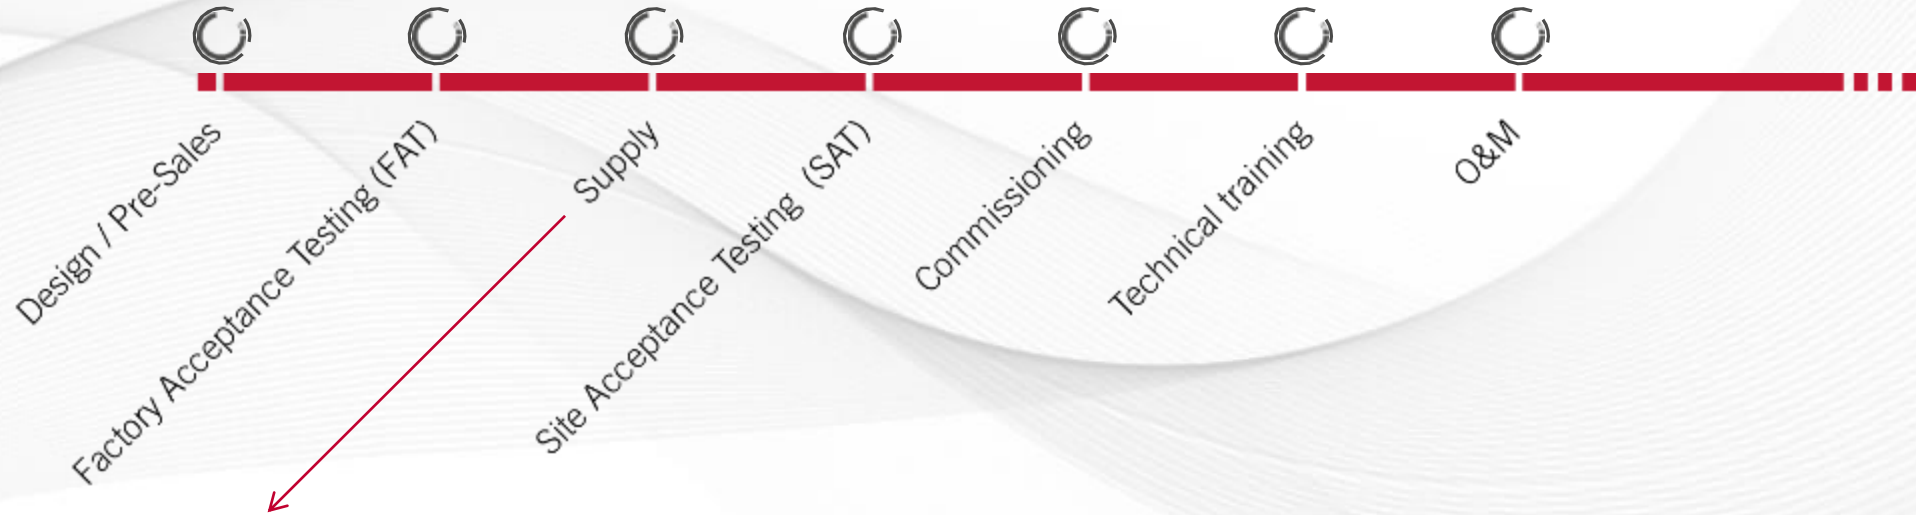 Design / Pre-Sales
Factory Acceptance Testing (FAT)
Supply
Site Acceptance Testing (SAT)
Commissioning
Technical training
O&M